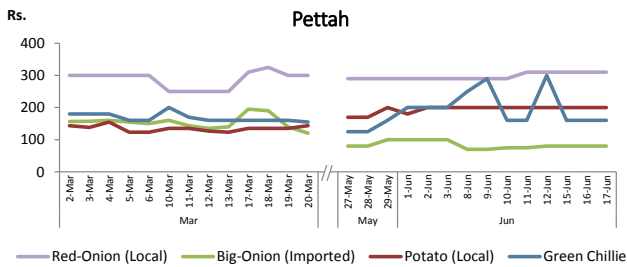 Rs.
Pettah
400
300
200
100
0
2-Mar 3-Mar 4-Mar 5-Mar 6-Mar 10-Mar 11-Mar 12-Mar 13-Mar 17-Mar 18-Mar 19-Mar 20-Mar // 27-May 28-May 29-May 1-Jun 2-Jun 3-Jun 8-Jun 9-Jun 10-Jun 11-Jun 12-Jun 15-Jun 16-Jun 17-Jun
Mar May Jun
Red-Onion (Local) Big-Onion (Imported) Potato (Local) Green Chillie